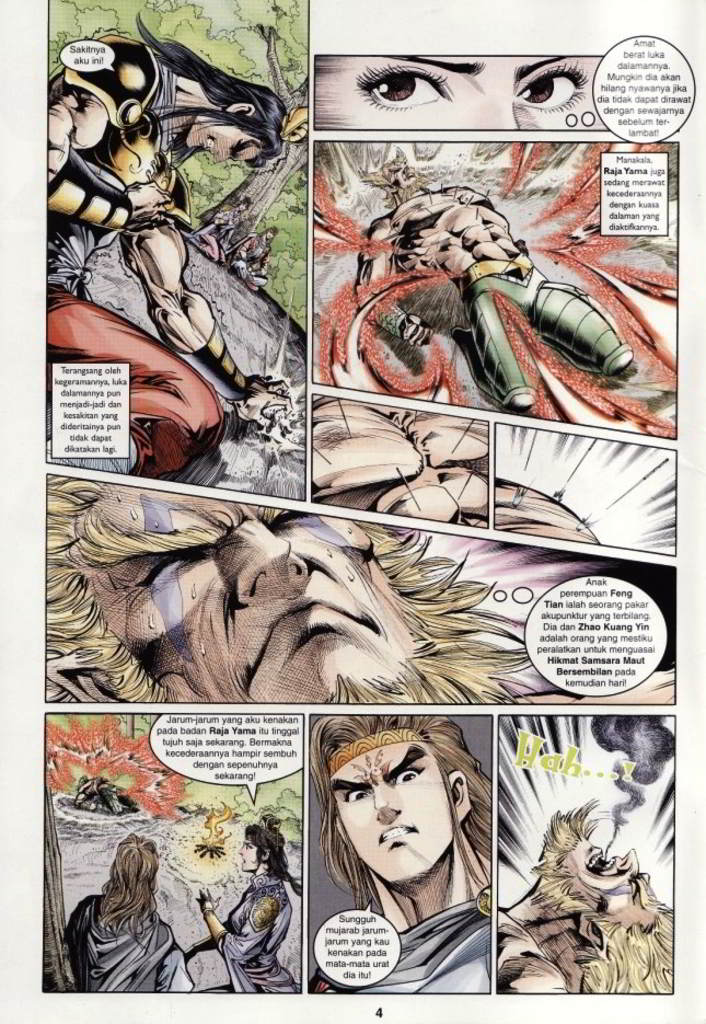 Sakitnya
aku ini!
Amat
berat luka
dalamannya.
Mungkin dia akan
hilang nyawanya jika
dia tidak dapat dirawat
dengan sewajarnya
sebelum ter-
lambat!
Manakala,
Raja Yama juga
sedang merawat
kecederaannya
dengan kuasa
dalaman yang
diaktifkannya.
Terangsang oleh
kegeramannya, luka
dalamannya pun
menjadi-jadi dan
kesakitan yang
dideritainya pun
tidak dapat
dikatakan lagi.
Anak
perempuan Feng
Tian ialah seorang pakar
akupunktur yang terbilang.
Dia dan Zhao Kuang Yin
adalah orang yang mestiku
peralatkan untuk menguasai
Hikmat Samsara Maut
Bersembilan pada
kemudian hari!
Jarum-jarum yang aku kenakan
pada badan Raja Yama itu tinggal
tujuh saja sekarang. Bermakna
kecederaannya hampir sembuh
dengan sepenuhnya
sekarang!
Sungguh
mujarab jarum-
jarum yang kau
kenakan pada
mata-mata urat
dia itu!
Hah...!
4